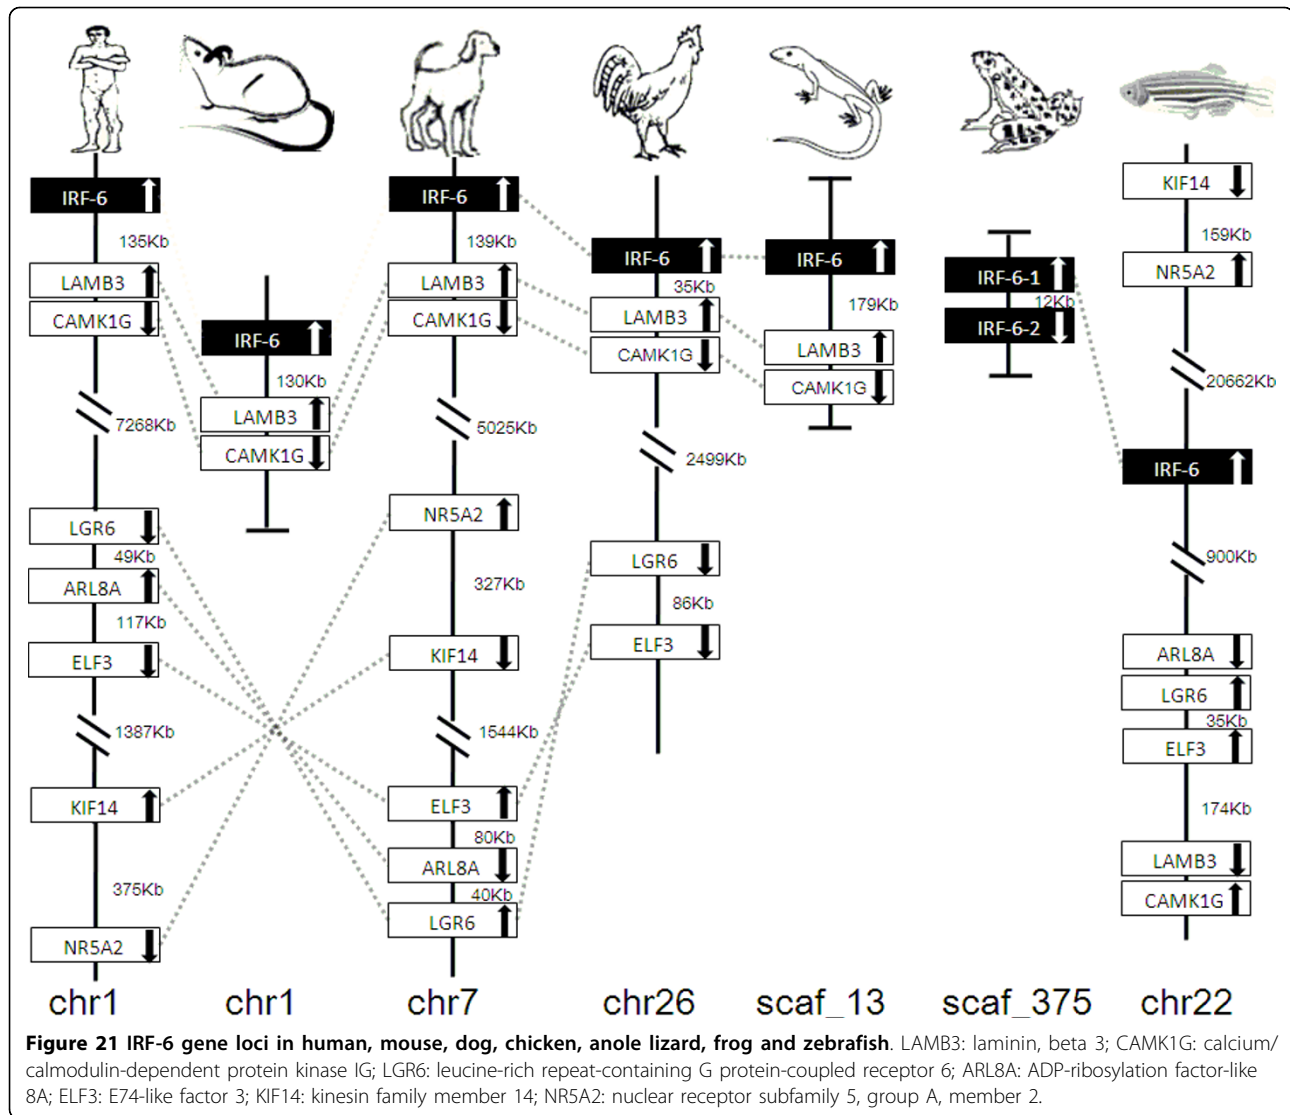 IRF-6
135Kb
LAMB3
CAMK1G
7268Kb
LGR6
49Kb
ARL8A
117Kb
ELF3
1387Kb
KIF14
375Kb
NR5A2
chr1
IRF-6
130Kb
LAMB3
CAMK1G
chr1
IRF-6
139Kb
LAMB3
CAMK1G
5025Kb
NR5A2
327Kb
KIF14
1544Kb
ELF3
80Kb
ARL8A
40Kb
LGR6
chr7
IRF-6
35Kb
LAMB3
CAMK1G
2499Kb
LGR6
86Kb
ELF3
chr26
IRF-6
179Kb
LAMB3
CAMK1G
scaf_13
IRF-6-1
12Kb
IRF-6-2
scaf_375
KIF14
159Kb
NR5A2
20662Kb
IRF-6
900Kb
ARL8A
LGR6
35Kb
ELF3
174Kb
LAMB3
CAMK1G
chr22
Figure 21 IRF-6 gene loci in human, mouse, dog, chicken, anole lizard, frog and zebrafish. LAMB3: laminin, beta 3; CAMK1G: calcium/
calmodulin-dependent protein kinase IG; LGR6: leucine-rich repeat-containing G protein-coupled receptor 6; ARL8A: ADP-ribosylation factor-like
8A; ELF3: E74-like factor 3; KIF14: kinesin family member 14; NR5A2: nuclear receptor subfamily 5, group A, member 2.